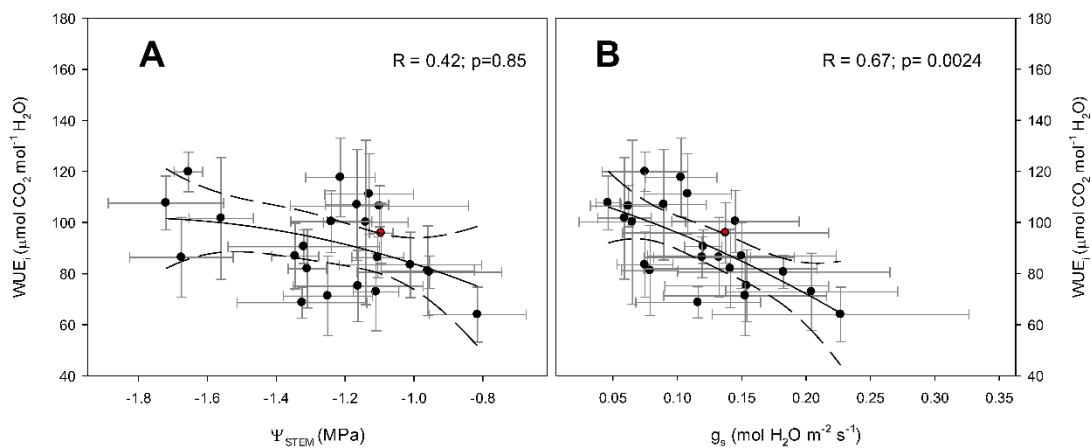 A
R = 0.42; p=0.85
B
R = 0.67; p= 0.0024
WUEi (μmol CO2 mol-1 H2O)
180
160
140
120
100
80
60
40
-1.8 -1.6 -1.4 -1.2 -1.0 -0.8
ΨSTEM (MPa)
0.05 0.10 0.15 0.20 0.25 0.30 0.35
gs (mol H2O m-2 s-1)
180
160
140
120
100
80
60
40
WUEi (μmol CO2 mol-1 H2O)